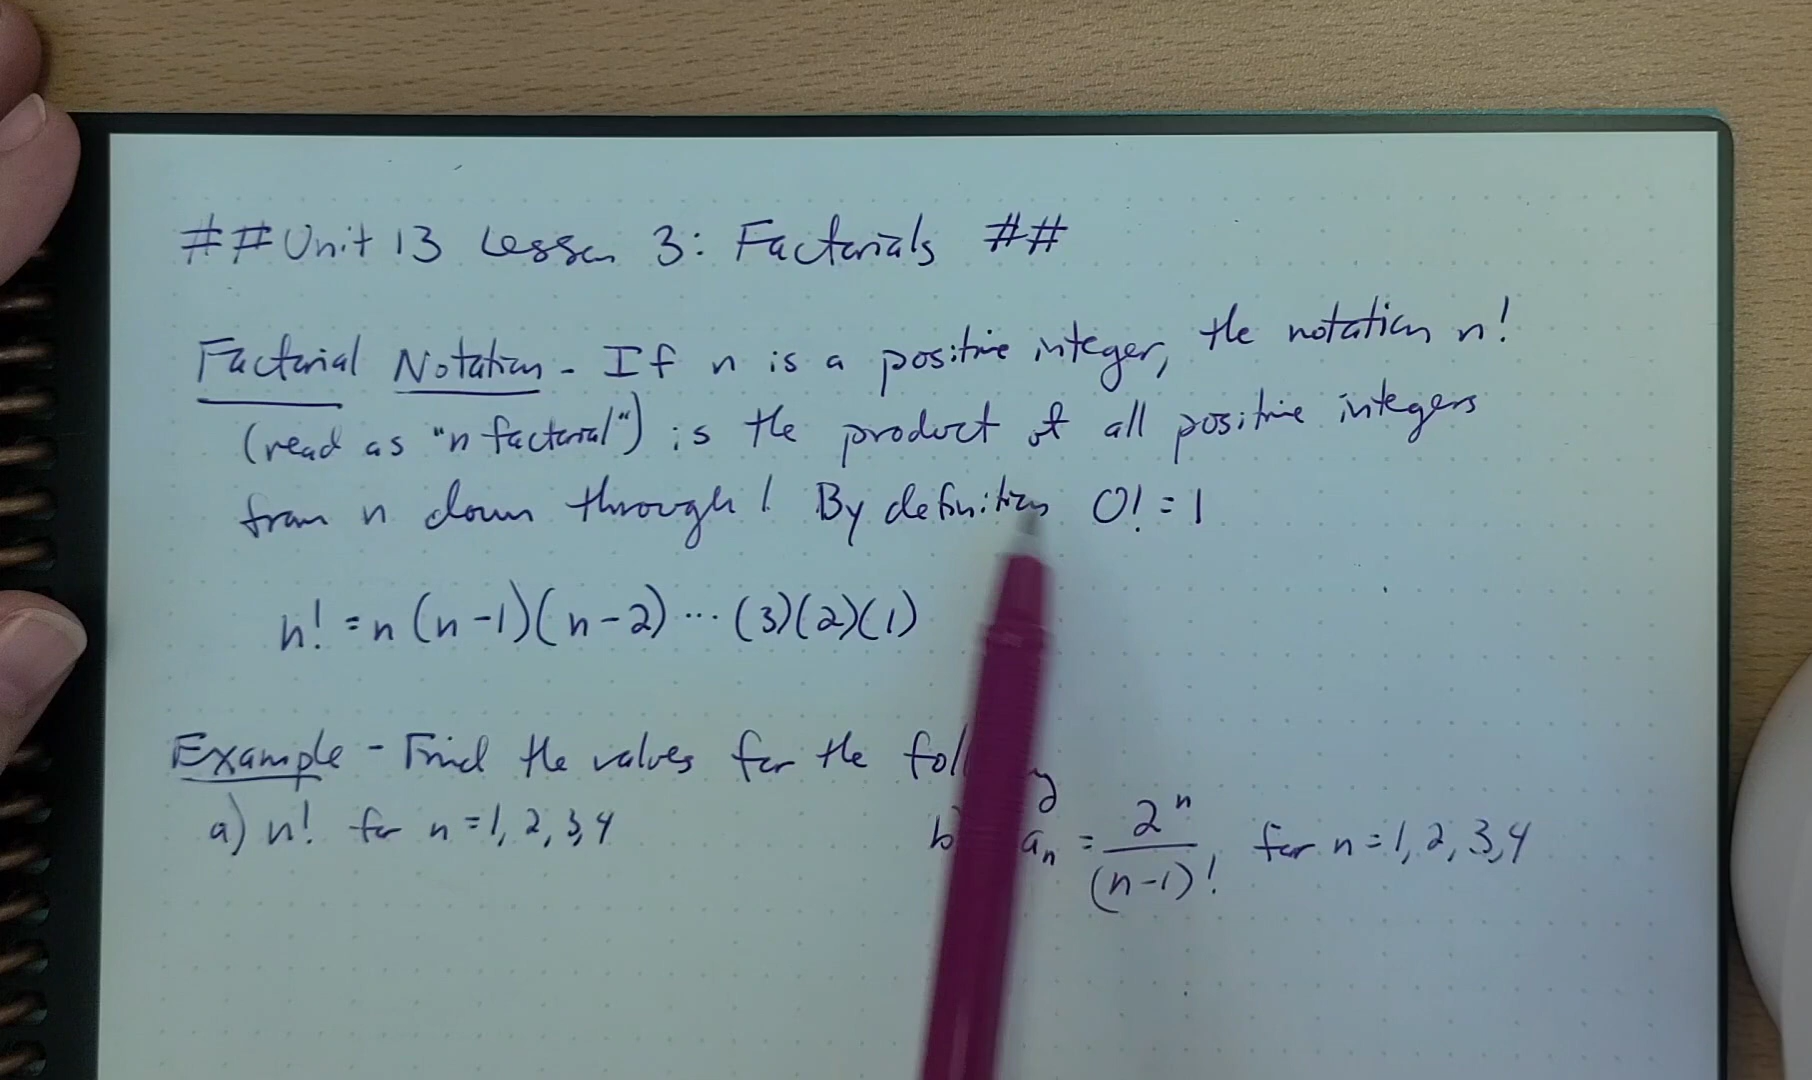 ## Unit 13 Lesson 3: Factorials ##
Factorial Notation - If n is a positive integer, the notation n!
(read as "n factorial") is the product of all positive integers
from n down through 1 By definition 0! = 1
n! = n(n-1)(n-2)···(3)(2)(1)
Example - Find the values for the
a) n! for n = 1, 2, 3, 4
b aₙ = 2ⁿ/(n-1)! for n = 1, 2, 3, 4